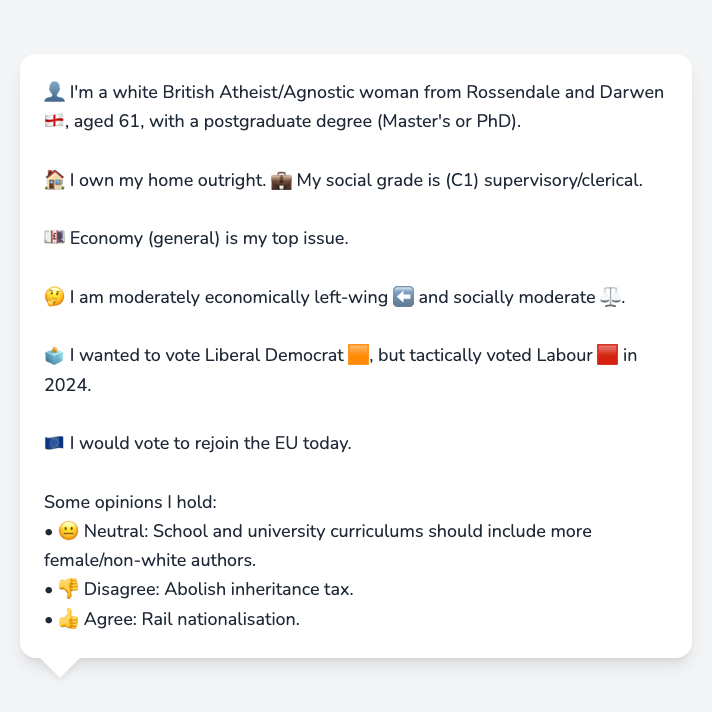 👤 I'm a white British Atheist/Agnostic woman from Rossendale and Darwen
🏴󠁧󠁢󠁥󠁮󠁧󠁿, aged 61, with a postgraduate degree (Master's or PhD).
🏠 I own my home outright. 💼 My social grade is (C1) supervisory/clerical.
💷 Economy (general) is my top issue.
🤔 I am moderately economically left-wing ⬅️ and socially moderate ⚖️.
🗳️ I wanted to vote Liberal Democrat 🟧, but tactically voted Labour 🟥 in
2024.
🇪🇺 I would vote to rejoin the EU today.
Some opinions I hold:
• 😐 Neutral: School and university curriculums should include more
female/non-white authors.
• 👎 Disagree: Abolish inheritance tax.
• 👍 Agree: Rail nationalisation.